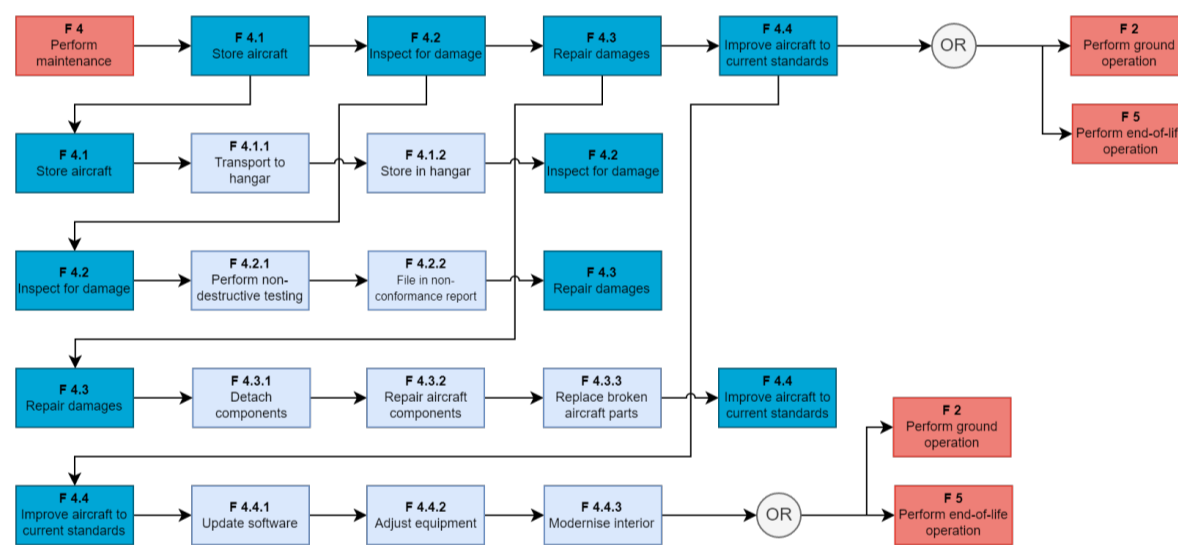 F 4
Perform
maintenance
F 4.1
Store aircraft
F 4.2
Inspect for damage
F 4.3
Repair damages
F 4.4
Improve aircraft to
current standards
OR
F 2
Perform ground
operation
F 5
Perform end-of-life
operation
F 4.1
Store aircraft
F 4.1.1
Transport to
hangar
F 4.1.2
Store in hangar
F 4.2
Inspect for damage
F 4.2
Inspect for damage
F 4.2.1
Perform non-
destructive testing
F 4.2.2
File in non-
conformance report
F 4.3
Repair damages
F 4.3
Repair damages
F 4.3.1
Detach
components
F 4.3.2
Repair aircraft
components
F 4.3.3
Replace broken
aircraft parts
F 4.4
Improve aircraft to
current standards
F 2
Perform ground
operation
F 4.4
Improve aircraft to
current standards
F 4.4.1
Update software
F 4.4.2
Adjust equipment
F 4.4.3
Modernise interior
OR
F 5
Perform end-of-life
operation